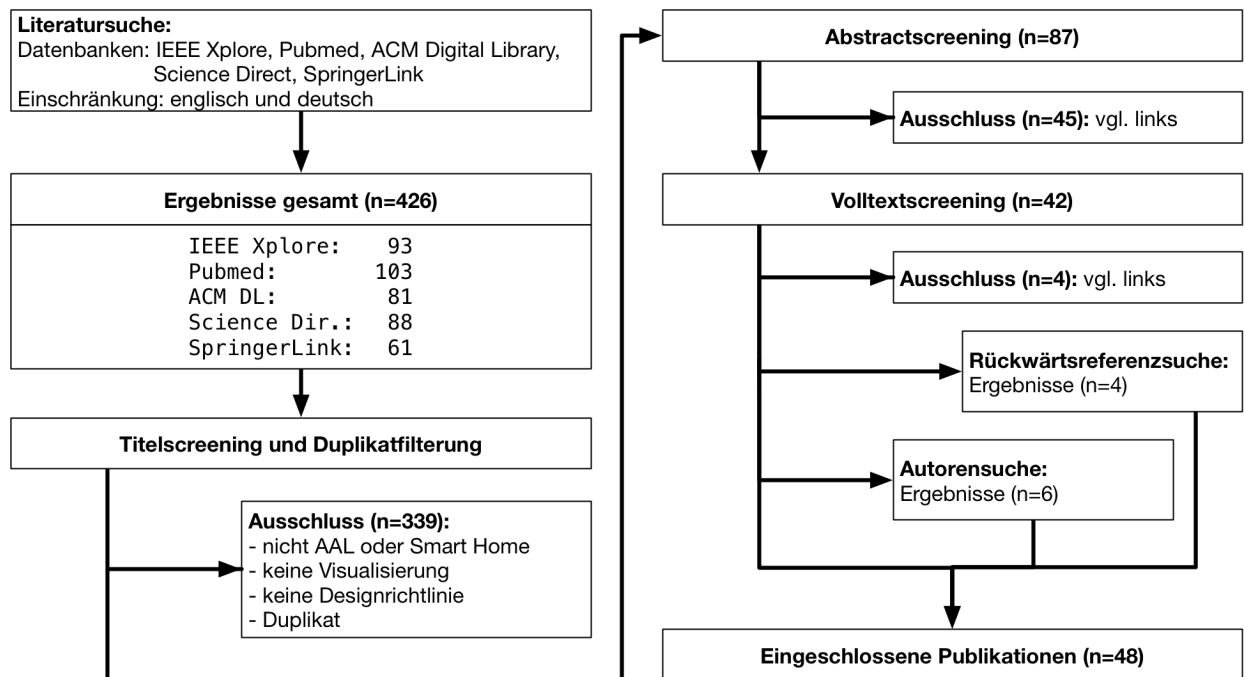 Literatursuche:
Datenbanken: IEEE Xplore, Pubmed, ACM Digital Library,
Science Direct, SpringerLink
Einschränkung: englisch und deutsch
Ergebnisse gesamt (n=426)
IEEE Xplore: 93
Pubmed: 103
ACM DL: 81
Science Dir.: 88
SpringerLink: 61
Titelscreening und Duplikatfilterung
Ausschluss (n=339):
- nicht AAL oder Smart Home
- keine Visualisierung
- keine Designrichtlinie
- Duplikat
Abstractscreening (n=87)
Ausschluss (n=45): vgl. links
Volltextscreening (n=42)
Ausschluss (n=4): vgl. links
Rückwärtsreferenzsuche:
Ergebnisse (n=4)
Autorensuche:
Ergebnisse (n=6)
Eingeschlossene Publikationen (n=48)